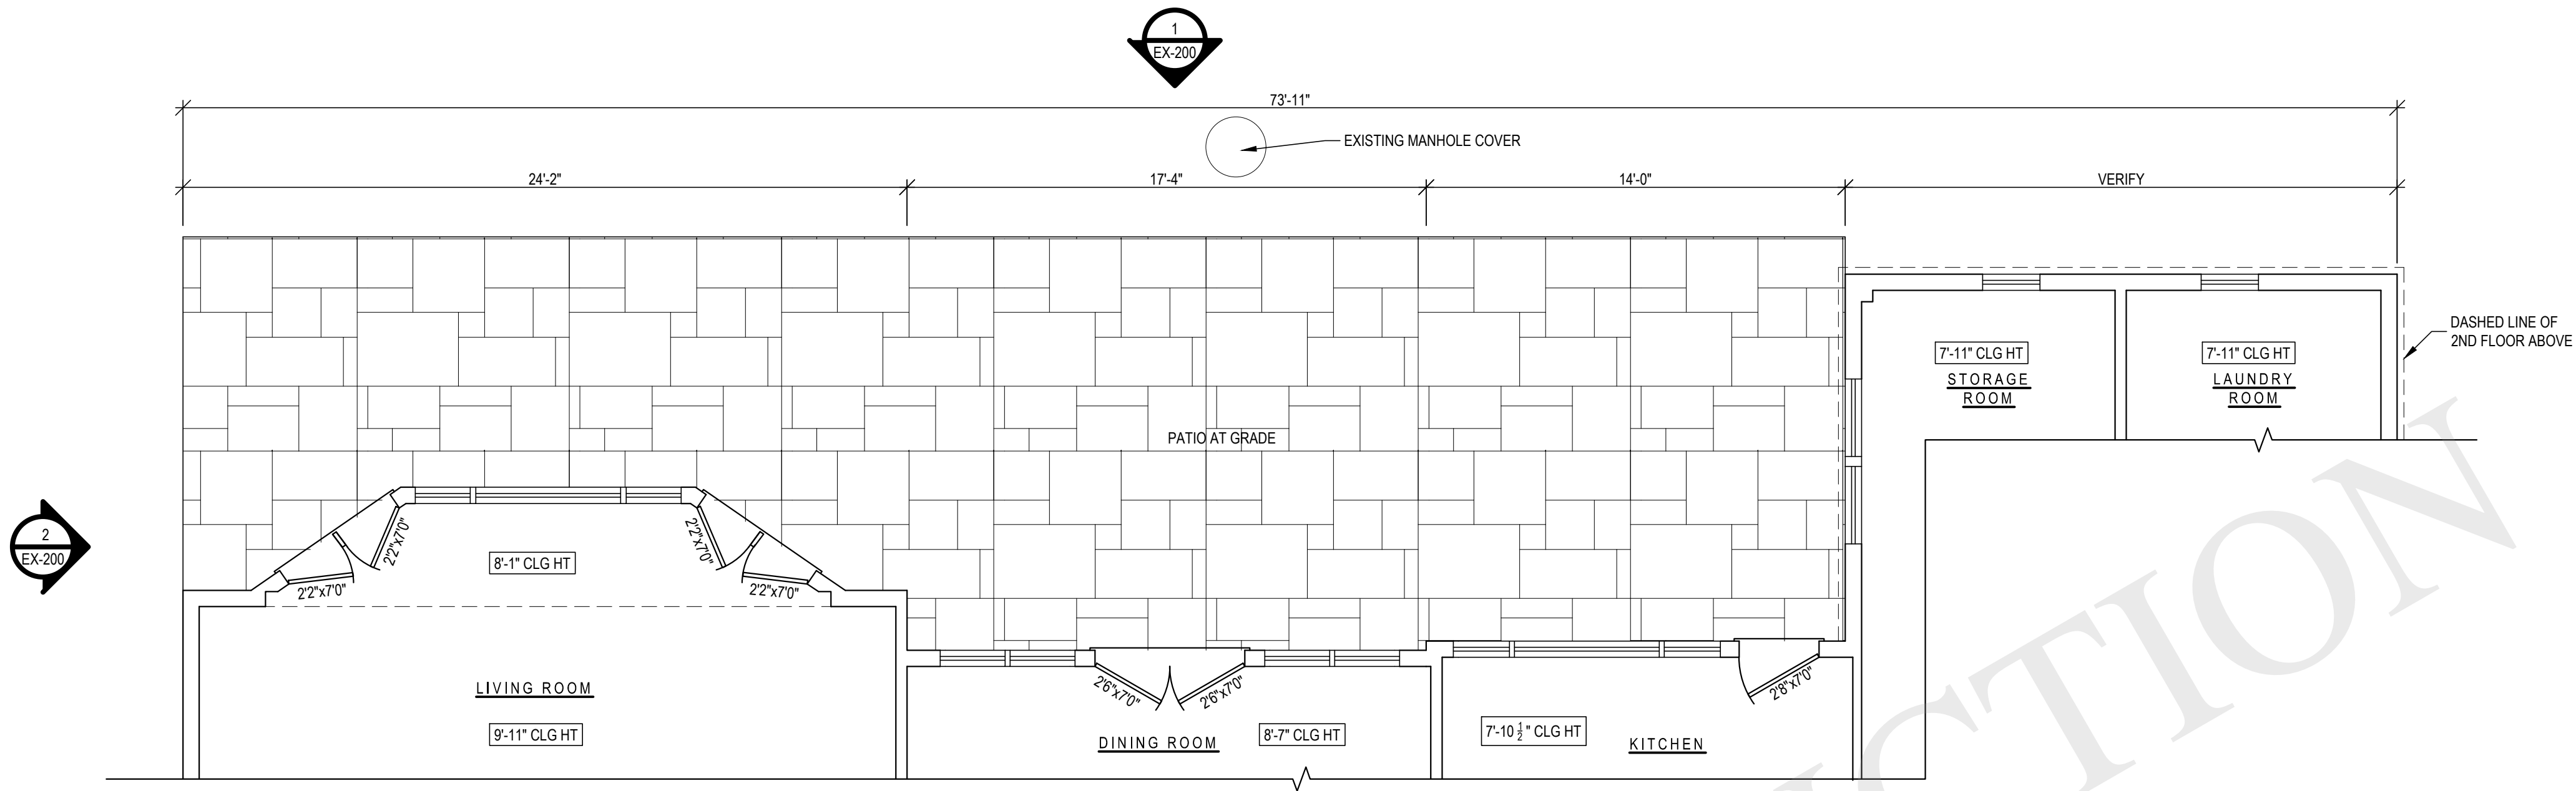 1
EX-200
73'-11"
EXISTING MANHOLE COVER
24'-2"
17'-4"
14'-0"
VERIFY
DASHED LINE OF
2ND FLOOR ABOVE
7'-11" CLG HT
STORAGE
ROOM
7'-11" CLG HT
LAUNDRY
ROOM
PATIO AT GRADE
2
EX-200
2'2"x7'0"
2'2"x7'0"
8'-1" CLG HT
2'2"x7'0"
2'2"x7'0"
LIVING ROOM
9'-11" CLG HT
2'6"x7'0"
2'6"x7'0"
DINING ROOM
8'-7" CLG HT
2'8"x7'0"
7'-10 1/2" CLG HT
KITCHEN
CTION